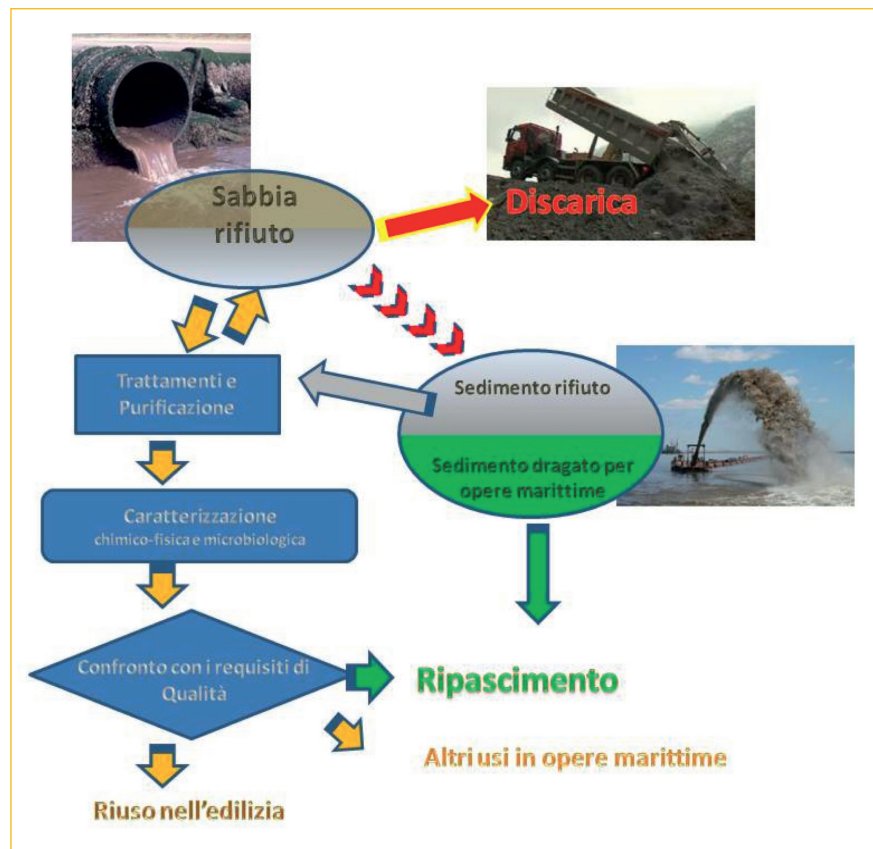 Sabbia
rifiuto
Discarica
Trattamenti e
Purificazione
Sedimento rifiuto
Sedimento dragato per
opere marittime
Caratterizzazione
chimico-fisica e microbiologica
Confronto con i requisiti di
Qualità
Ripascimento
Altri usi in opere marittime
Riuso nell'edilizia